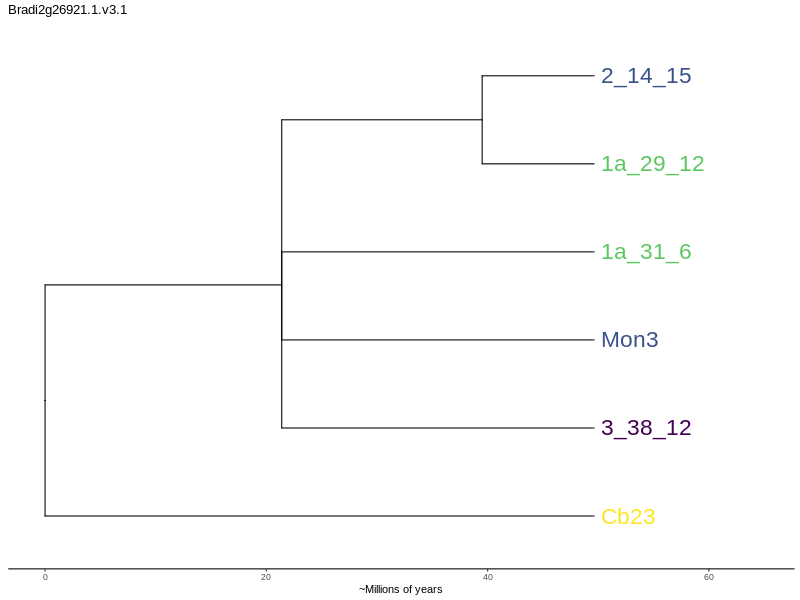 Bradi2g26921.1.v3.1
2_14_15
1a_29_12
1a_31_6
Mon3
3_38_12
Cb23
0 20 40 60
~Millions of years